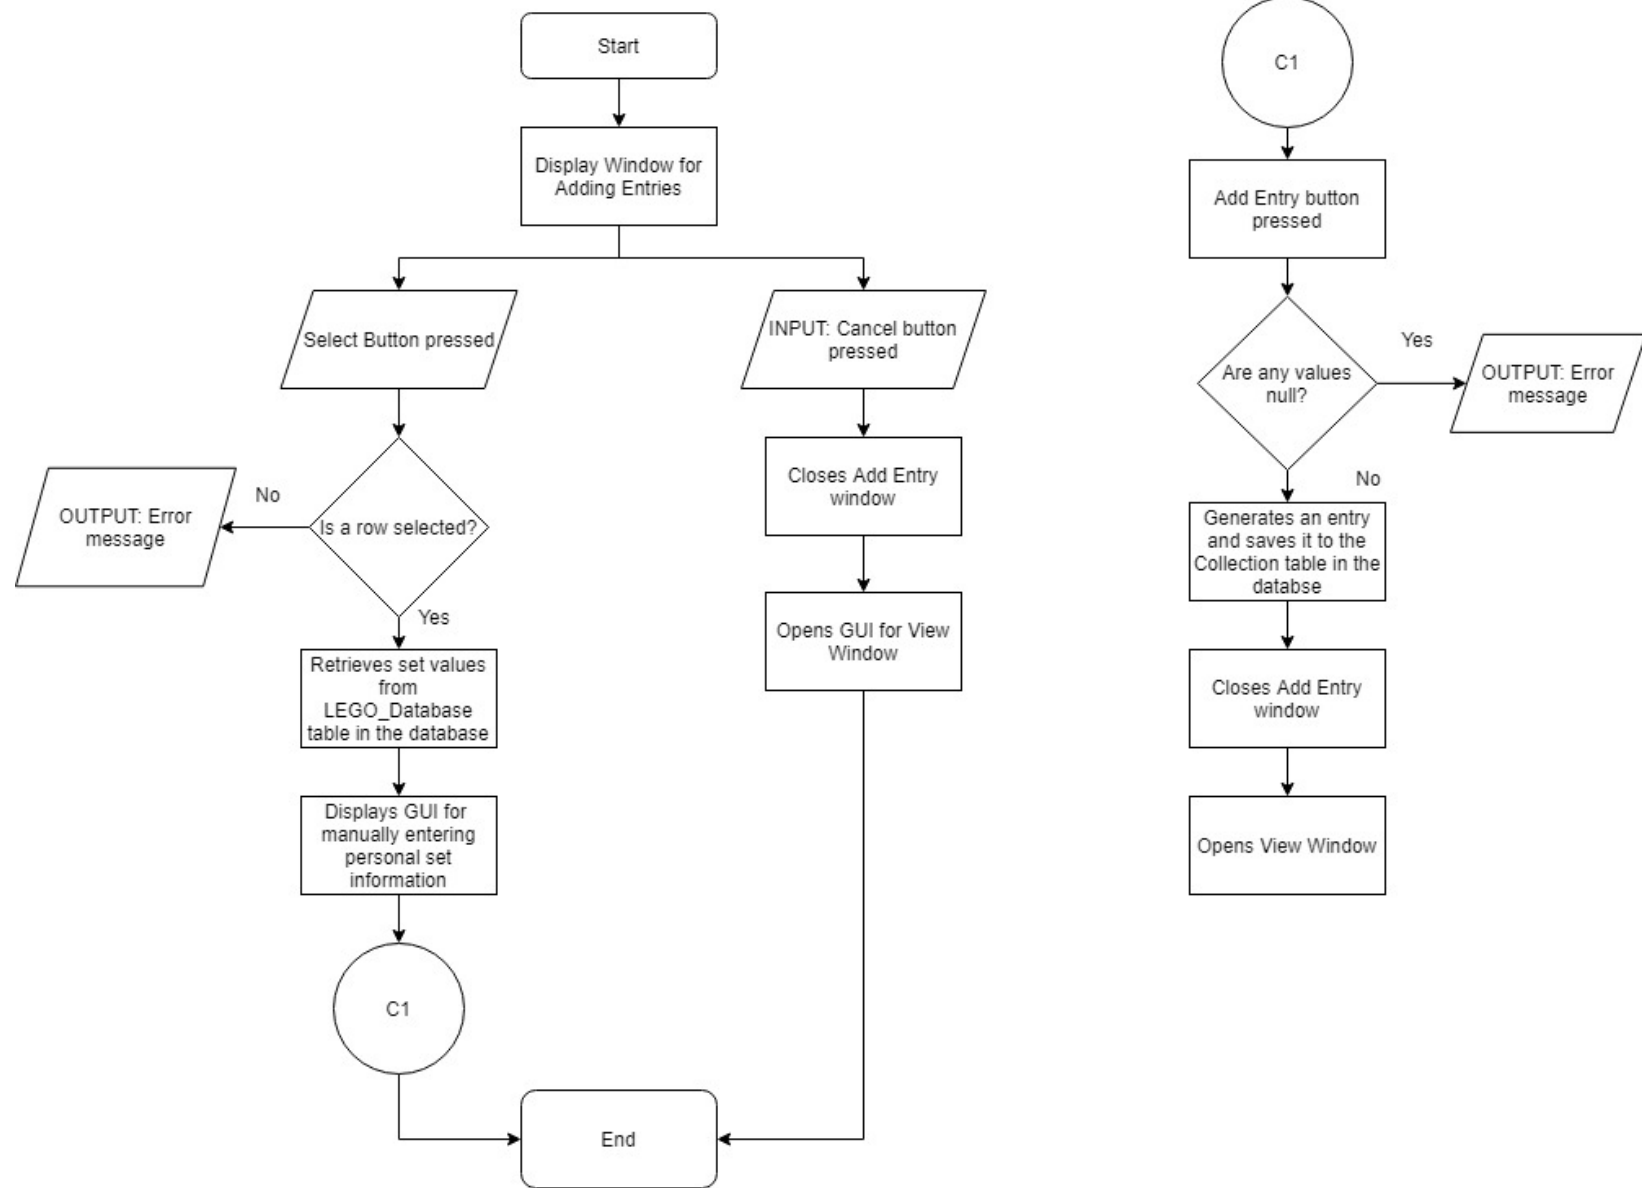 Start
Display Window for
Adding Entries
Select Button pressed
INPUT: Cancel button
pressed
Is a row selected?
No
OUTPUT: Error
message
Yes
Retrieves set values
from
LEGO_Database
table in the database
Displays GUI for
manually entering
personal set
information
C1
Closes Add Entry
window
Opens GUI for View
Window
End
C1
Add Entry button
pressed
Are any values
null?
Yes
OUTPUT: Error
message
No
Generates an entry
and saves it to the
Collection table in the
databse
Closes Add Entry
window
Opens View Window